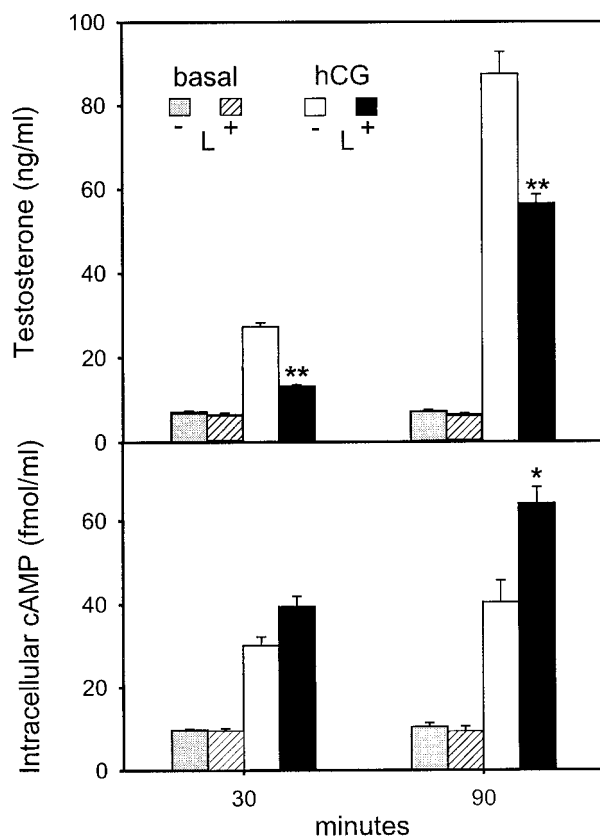 100
80
60
40
20
0
Testosterone (ng/ml)
basal
hCG
- +
L
- +
L
**
**
60
40
20
0
Intracellular cAMP (fmol/ml)
*
30
90
minutes